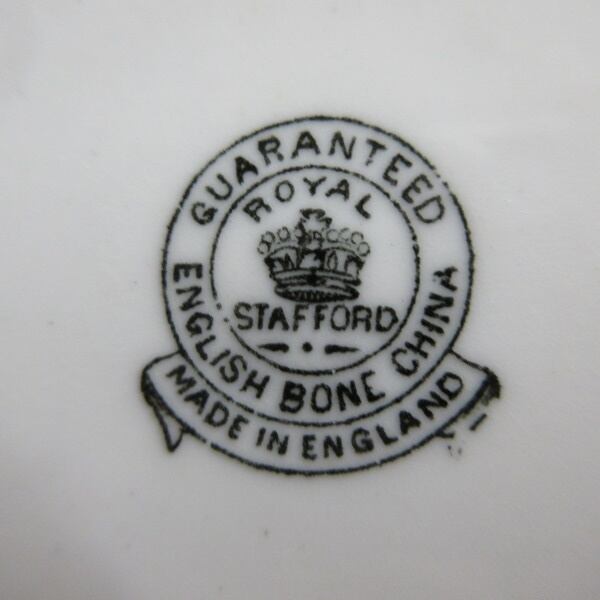 GUARANTEED
ROYAL
STAFFORD
ENGLISH BONE CHINA
MADE IN ENGLAND